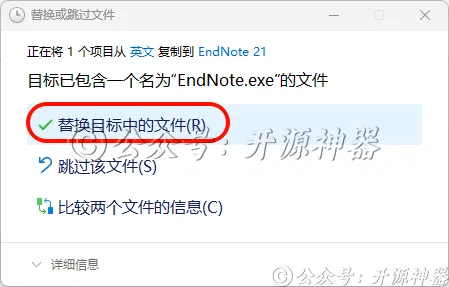 替换或跳过文件
正在将 1 个项目从 英文 复制到 EndNote 21
目标已包含一个名为“EndNote.exe”的文件
替换目标中的文件(R)
公众号：开源神器
跳过该文件(S)
比较两个文件的信息(C)
详细信息
公众号：开源神器